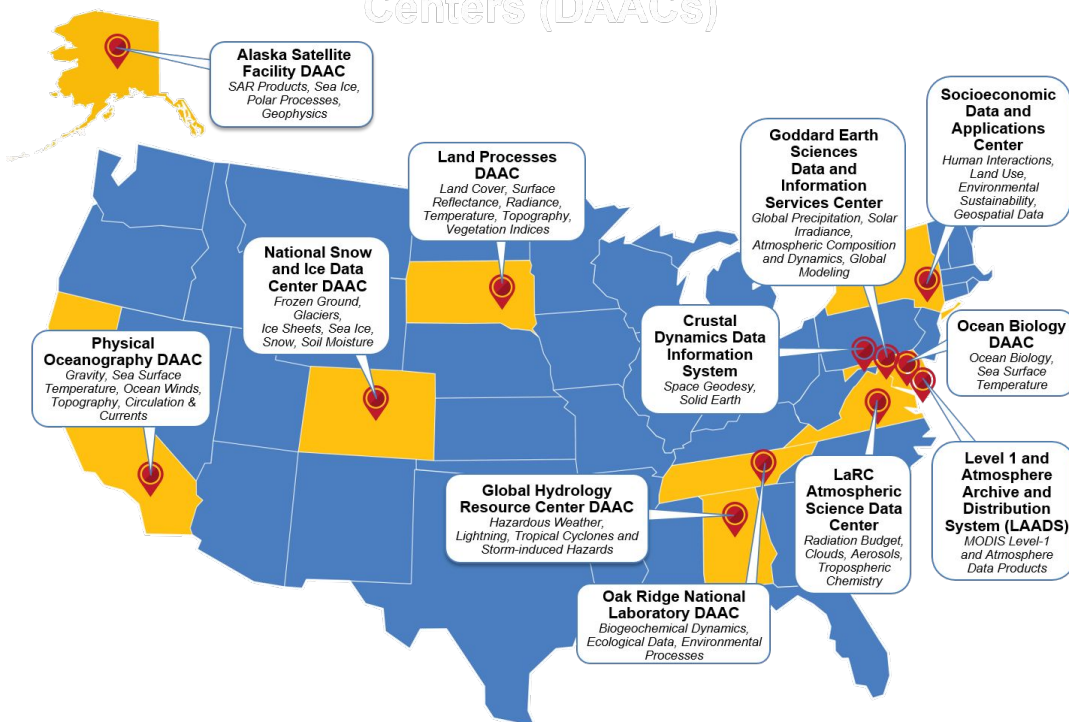 Centers (DAACs)
Alaska Satellite
Facility DAAC
SAR Products, Sea Ice,
Polar Processes,
Geophysics
Land Processes
DAAC
Land Cover, Surface
Reflectance, Radiance,
Temperature, Topography,
Vegetation Indices
Goddard Earth
Sciences
Data and
Information
Services Center
Global Precipitation, Solar
Irradiance,
Atmospheric Composition
and Dynamics, Global
Modeling
Socioeconomic
Data and
Applications
Center
Human Interactions,
Land Use,
Environmental
Sustainability,
Geospatial Data
National Snow
and Ice Data
Center DAAC
Frozen Ground,
Glaciers,
Ice Sheets, Sea Ice,
Snow, Soil Moisture
Physical
Oceanography DAAC
Gravity, Sea Surface
Temperature, Ocean Winds,
Topography, Circulation &
Currents
Crustal
Dynamics Data
Information
System
Space Geodesy,
Solid Earth
Ocean Biology
DAAC
Ocean Biology,
Sea Surface
Temperature
Global Hydrology
Resource Center DAAC
Hazardous Weather,
Lightning, Tropical Cyclones and
Storm-induced Hazards
LaRC
Atmospheric
Science Data
Center
Radiation Budget,
Clouds, Aerosols,
Tropospheric
Chemistry
Level 1 and
Atmosphere
Archive and
Distribution
System (LAADS)
MODIS Level-1
and Atmosphere
Data Products
Oak Ridge National
Laboratory DAAC
Biogeochemical Dynamics,
Ecological Data, Environmental
Processes